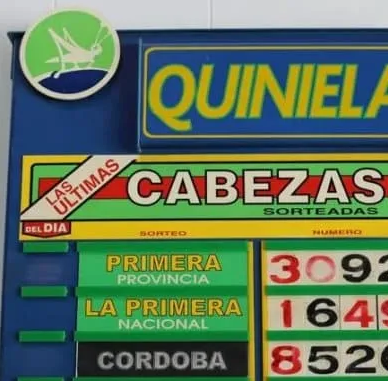 QUINIELA
LAS ULTIMAS
DEL DIA
CABEZAS
SORTEADAS
SORTEO NUMERO
PRIMERA
PROVINCIA
309
LA PRIMERA
NACIONAL
164
CORDOBA
852